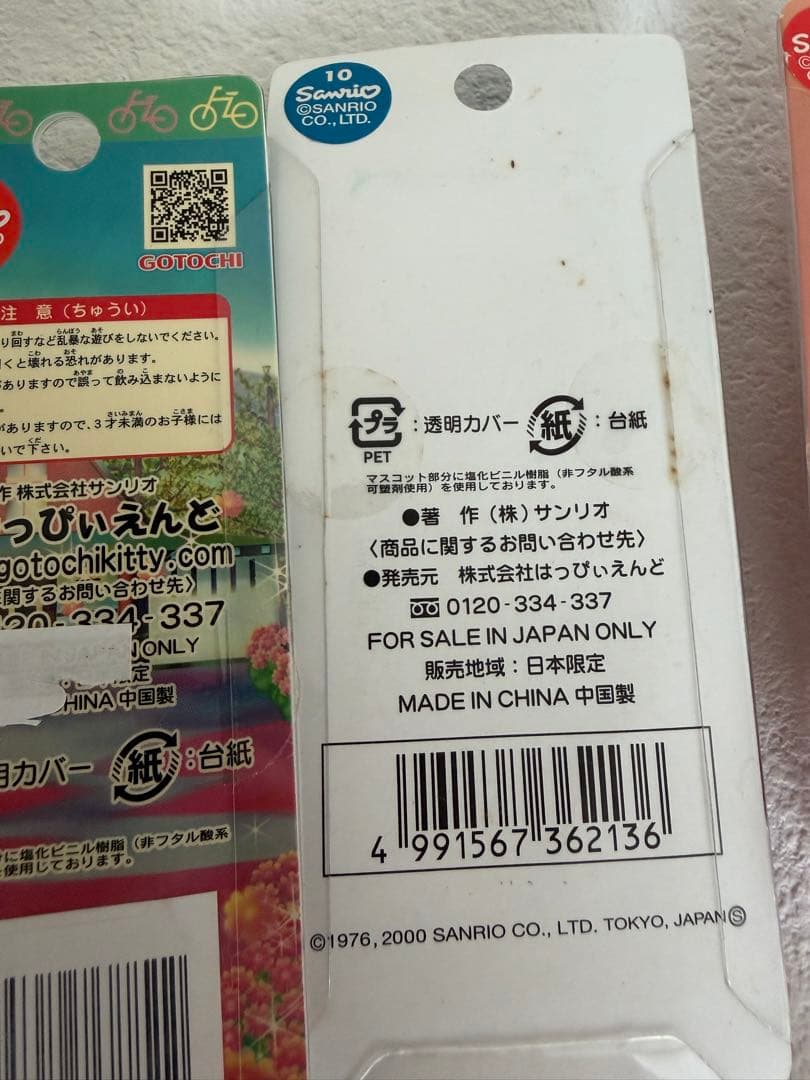 GOTOCHI
注 意(ちゅうい)
り回すなど乱暴な遊びをしないでください。
くと壊れる恐れがあります。
がありますので誤って飲み込まないように
がありますので、3才未満のお子様には
いで下さい。
作 株式会社サンリオ
っぴぃえんど
gotochikitty.com
に関するお問い合わせ先〉
20-334-337
N ONLY
限定
HINA 中国製
明カバー 紙:台紙
に塩化ビニル樹脂(非フタル酸系
使用しております。
10
Sanrio
©SANRIO
CO., LTD.
プラ:透明カバー 紙:台紙
PET
マスコット部分に塩化ビニル樹脂(非フタル酸系
可塑剤使用)を使用しております。
●著 作(株)サンリオ
〈商品に関するお問い合わせ先〉
●発売元 株式会社はっぴぃえんど
0120-334-337
FOR SALE IN JAPAN ONLY
販売地域:日本限定
MADE IN CHINA 中国製
4 991567 362136
©1976, 2000 SANRIO CO., LTD. TOKYO, JAPAN Ⓢ